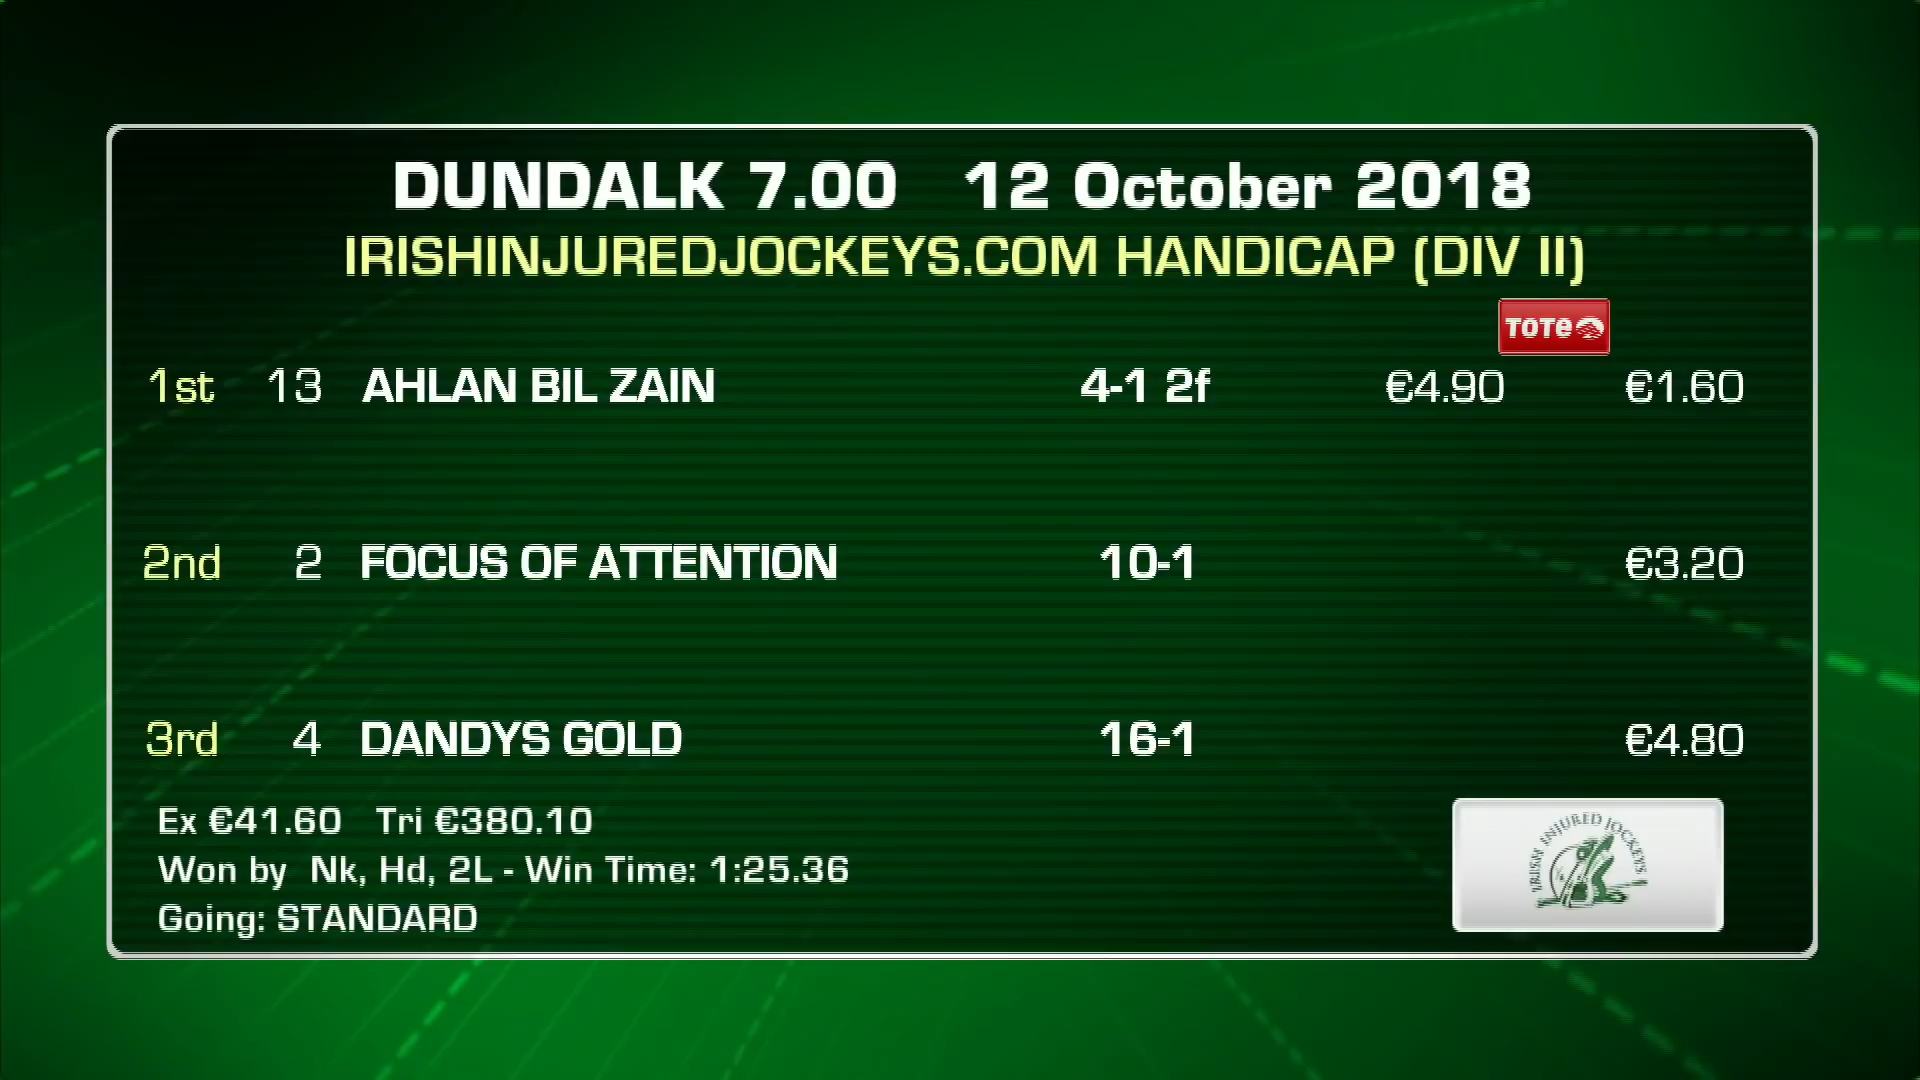 DUNDALK 7.00 12 October 2018
IRISHINJUREDJOCKEYS.COM HANDICAP (DIV II)
TOTE
1st 13 AHLAN BIL ZAIN 4-1 2f €4.90 €1.60
2nd 2 FOCUS OF ATTENTION 10-1 €3.20
3rd 4 DANDYS GOLD 16-1 €4.80
Ex €41.60 Tri €380.10
Won by Nk, Hd, 2L - Win Time: 1:25.36
Going: STANDARD
IRISH INJURED JOCKEYS